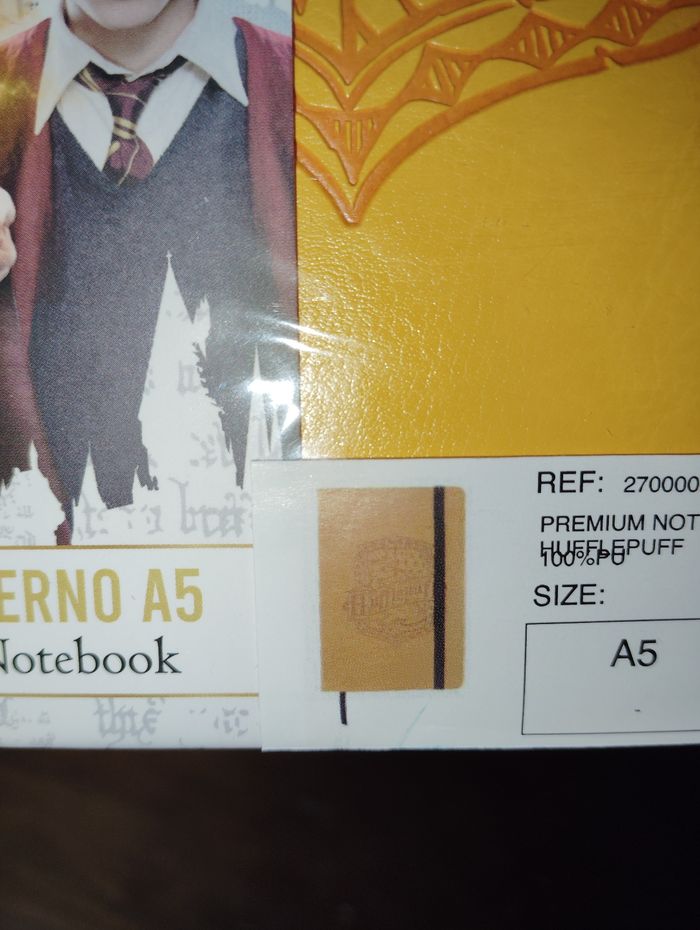 ERNO A5
Notebook
REF: 270000
PREMIUM NOT
HUFFLEPUFF
100%PU
SIZE:
A5